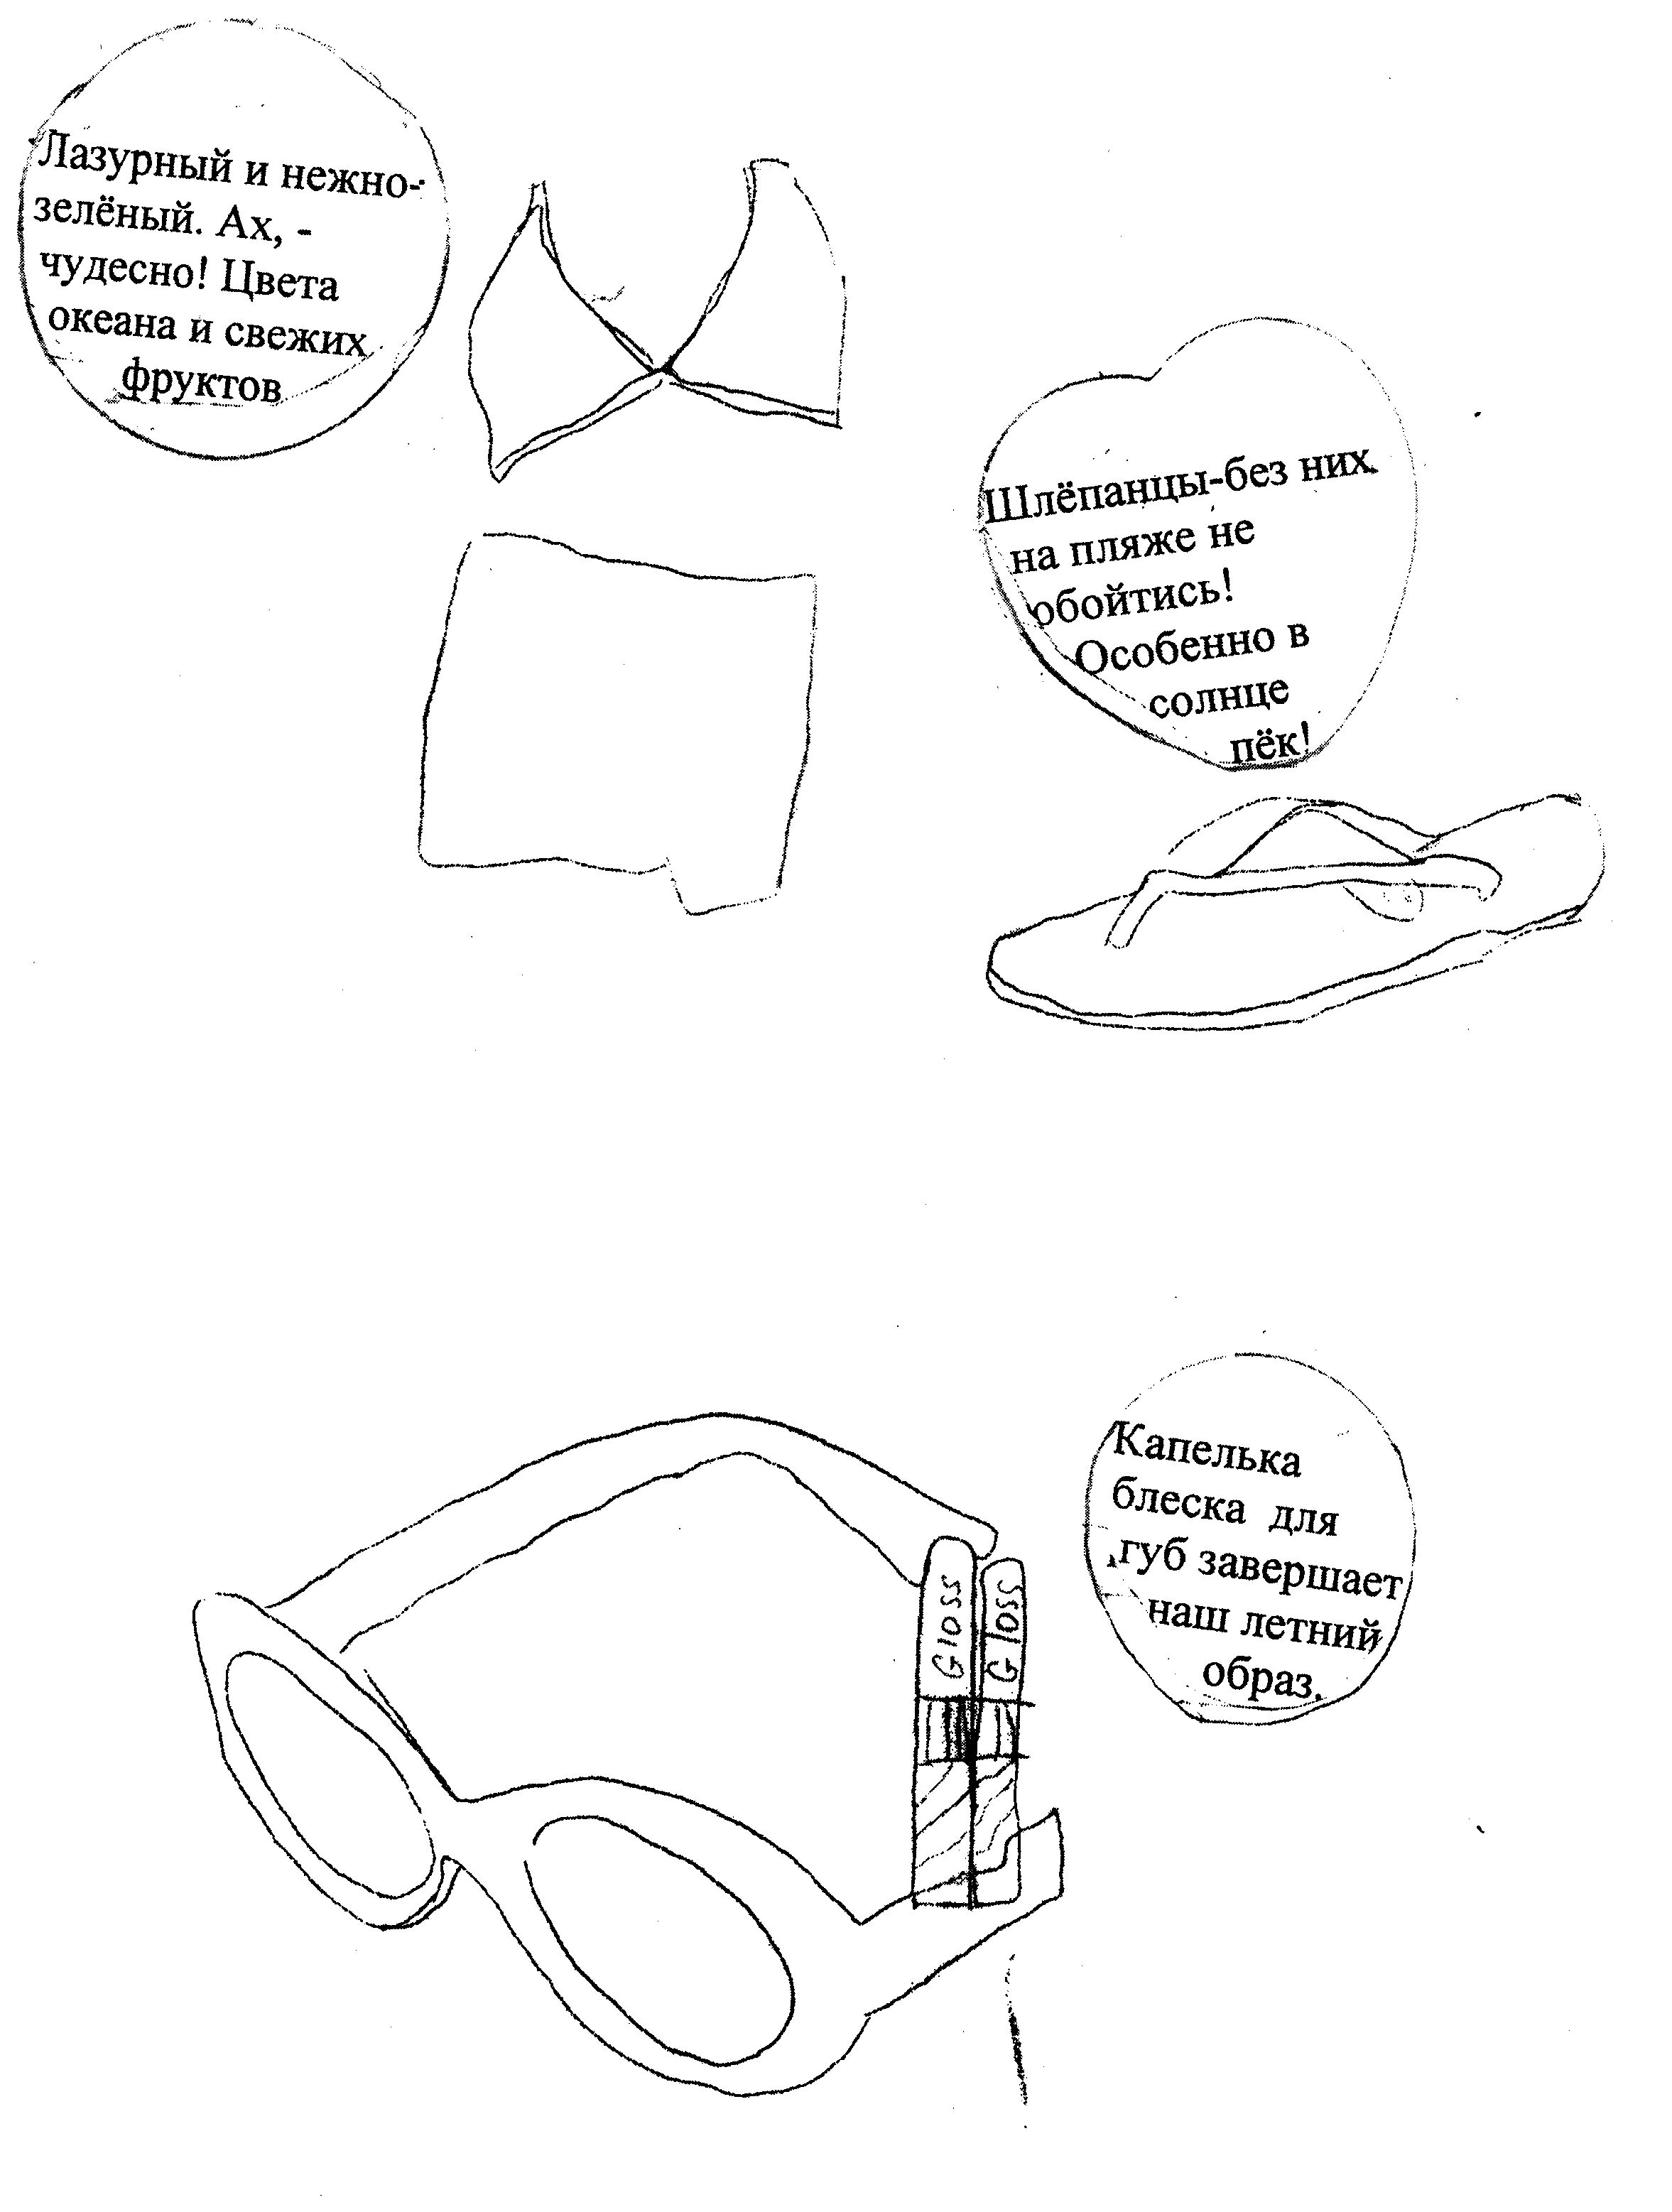 Лазурный и нежно-
зелёный. Ах, -
чудесно! Цвета
океана и свежих
фруктов
Шлёпанцы-без них
на пляже не
обойтись!
Особенно в
солнце
пёк!
Капелька
блеска для
губ завершает
наш летний
образ.
Gloss
Gloss